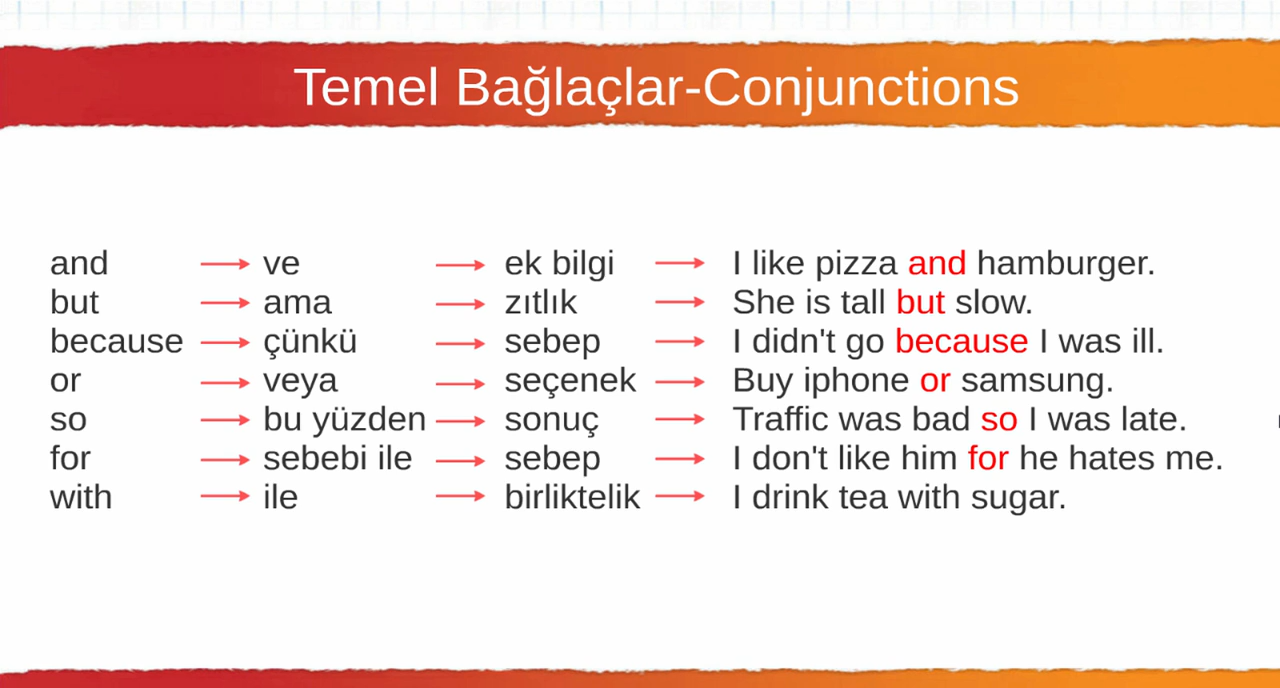 Temel Bağlaçlar-Conjunctions
and → ve → ek bilgi → I like pizza and hamburger.
but → ama → zıtlık → She is tall but slow.
because → çünkü → sebep → I didn't go because I was ill.
or → veya → seçenek → Buy iphone or samsung.
so → bu yüzden → sonuç → Traffic was bad so I was late.
for → sebebi ile → sebep → I don't like him for he hates me.
with → ile → birliktelik → I drink tea with sugar.